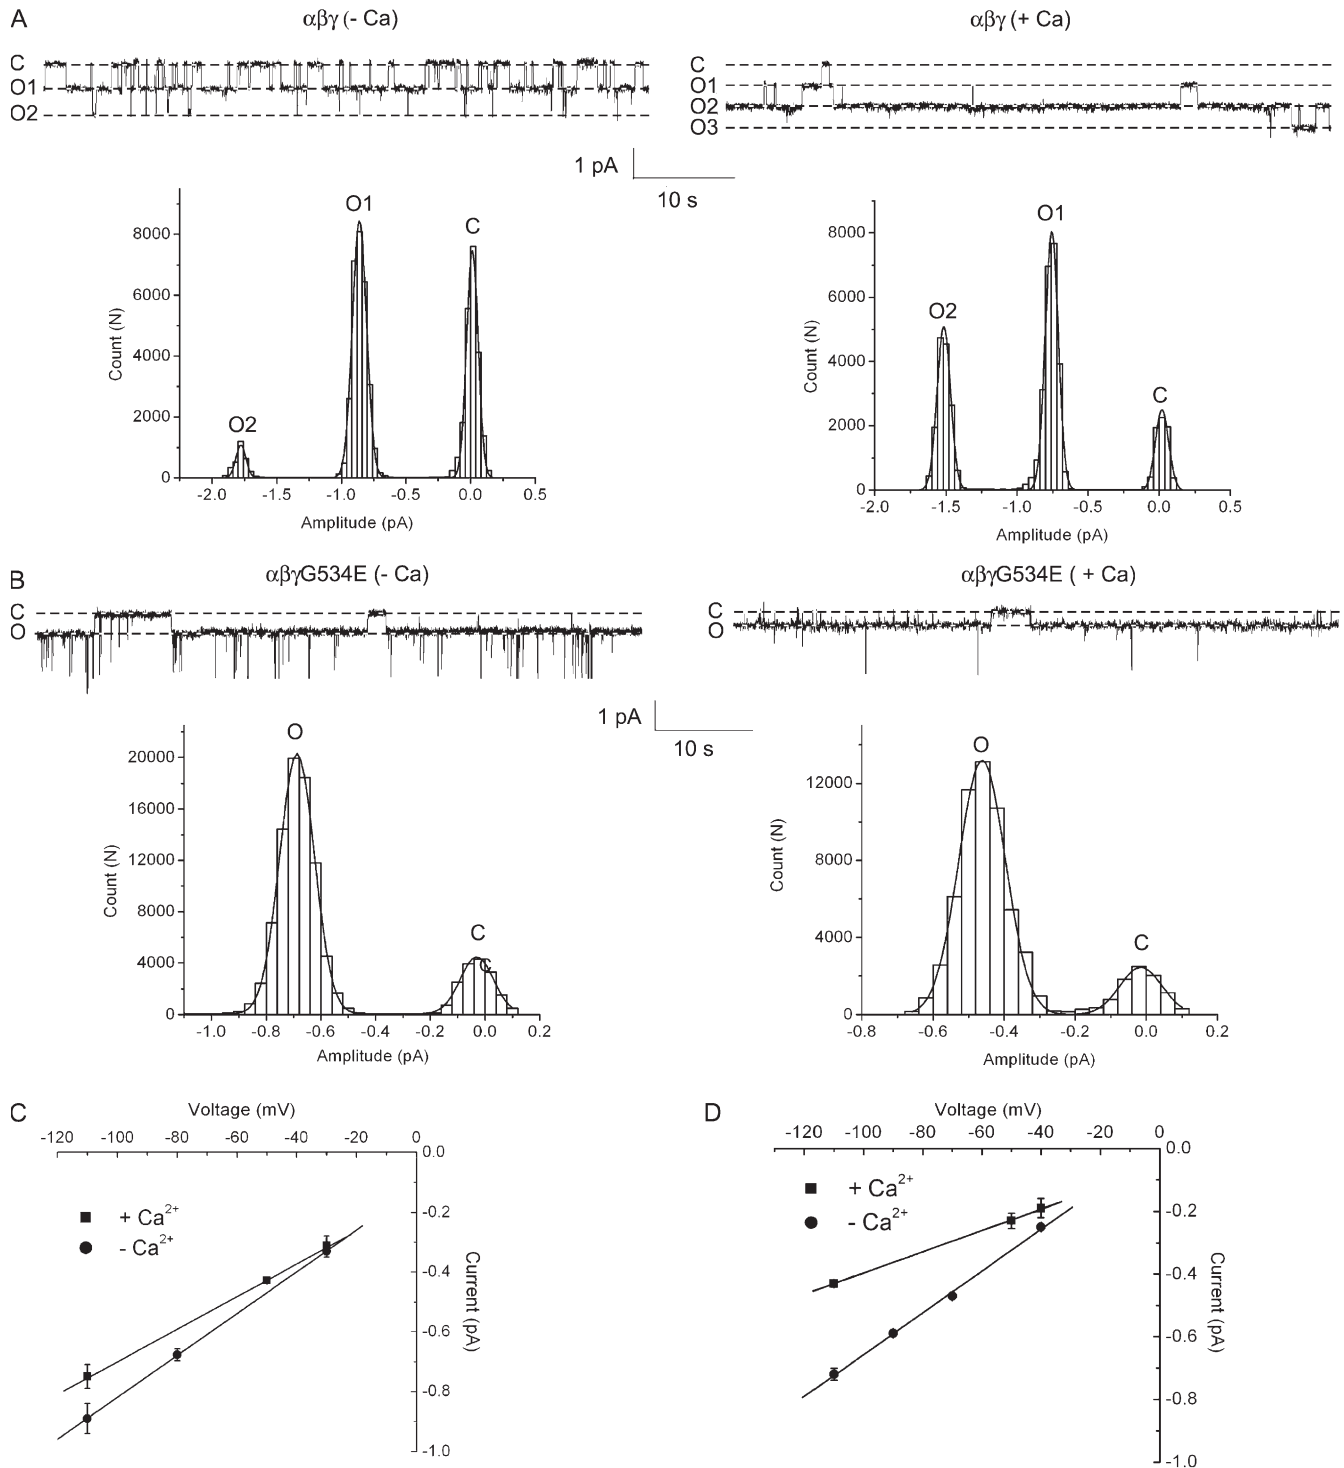 A
αβγ (- Ca)
αβγ (+ Ca)
C
O1
O2
C
O1
O2
O3
1 pA
10 s
O1
C
O2
8000
6000
4000
2000
0
Count (N)
-2.0 -1.5 -1.0 -0.5 0.0 0.5
Amplitude (pA)
O1
O2
C
8000
6000
4000
2000
0
Count (N)
-2.0 -1.5 -1.0 -0.5 0.0 0.5
Amplitude (pA)
B
αβγG534E (- Ca)
αβγG534E ( + Ca)
C
O
C
O
1 pA
10 s
O
C
C
20000
16000
12000
8000
4000
0
Count (N)
-1.0 -0.8 -0.6 -0.4 -0.2 0.0 0.2
Amplitude (pA)
O
C
12000
8000
4000
0
Count (N)
-0.8 -0.6 -0.4 -0.2 0.0 0.2
Amplitude (pA)
C
Voltage (mV)
-120 -100 -80 -60 -40 -20 0
0.0
-0.2
-0.4
-0.6
-0.8
-1.0
Current (pA)
+ Ca²⁺
- Ca²⁺
D
Voltage (mV)
-120 -100 -80 -60 -40 -20 0
0.0
-0.2
-0.4
-0.6
-0.8
-1.0
Current (pA)
+ Ca²⁺
- Ca²⁺